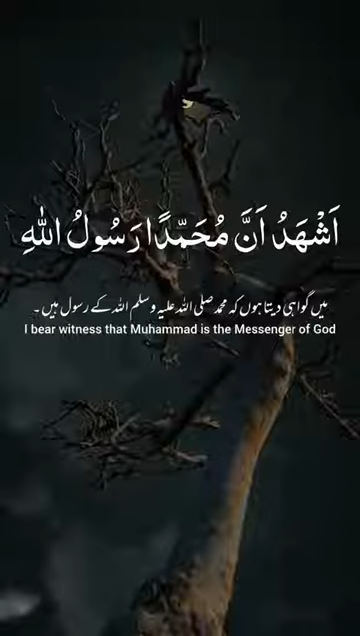 اَشْهَدُ اَنَّ مُحَمَّدًا رَسُولُ اللهِ
میں گواہی دیتا ہوں کہ محمد صلی اللہ علیہ وسلم اللہ کے رسول ہیں۔
I bear witness that Muhammad is the Messenger of God